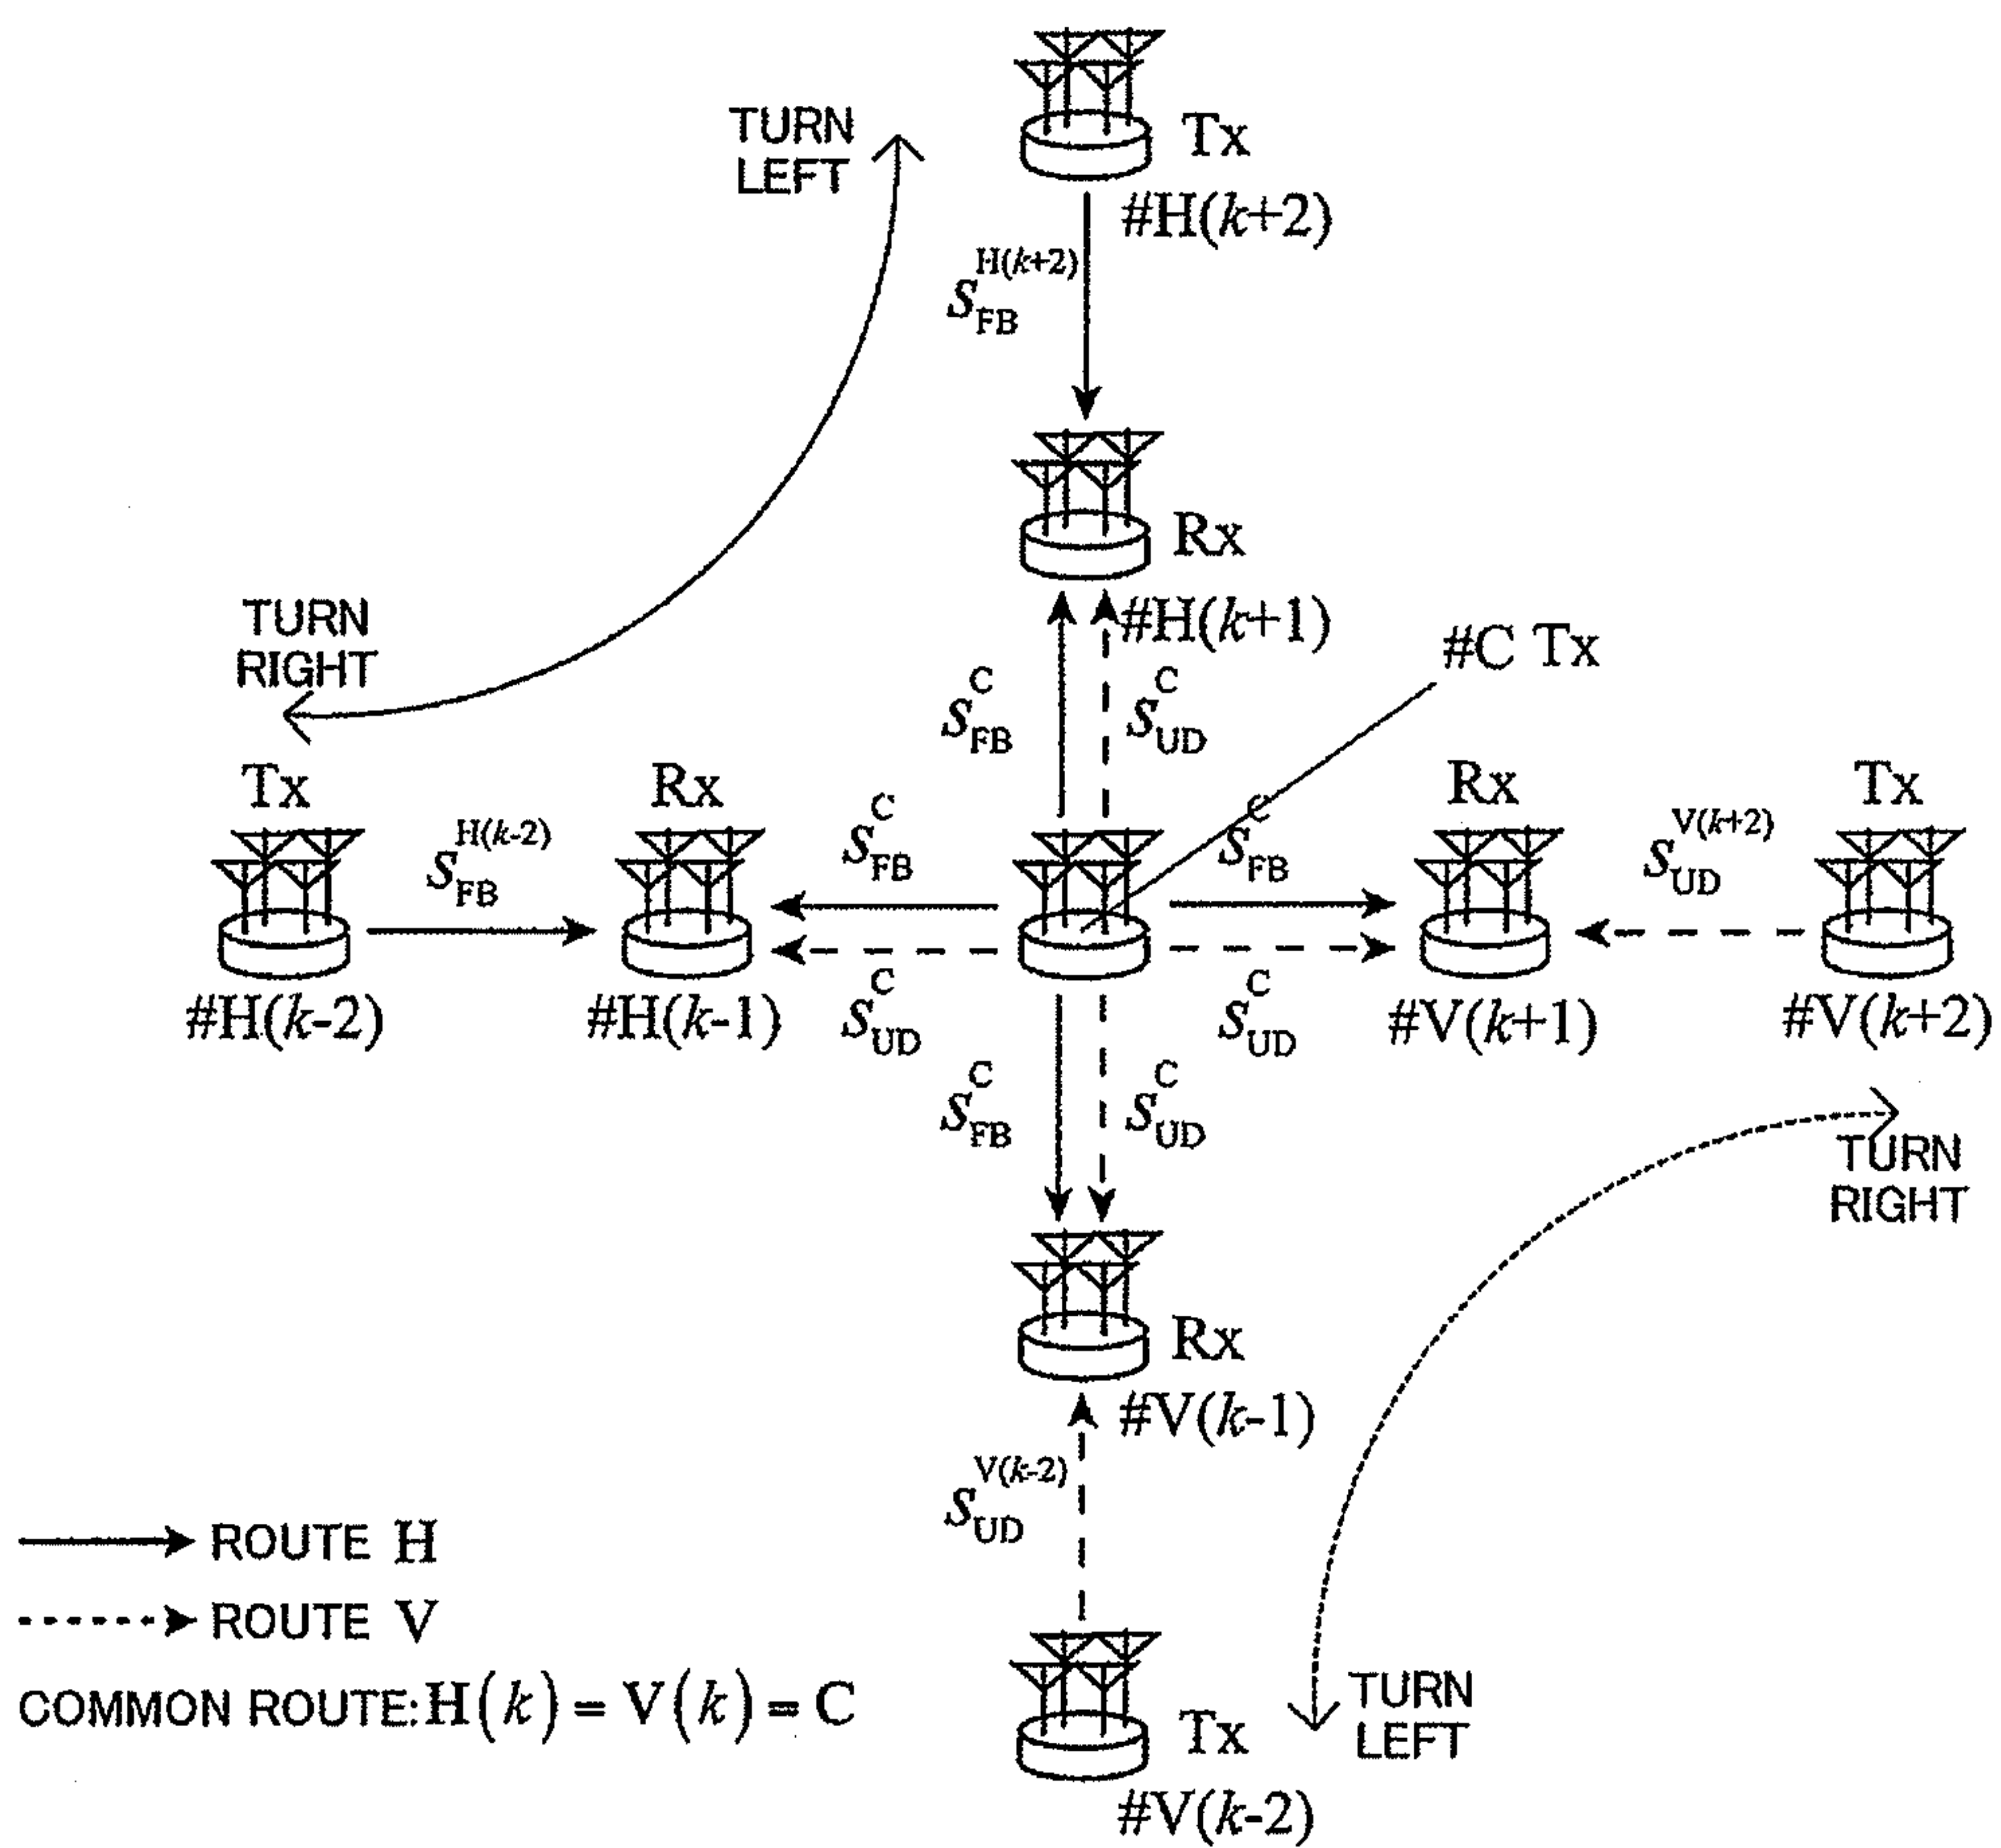 Tx
TURN
LEFT
#H(k+2)
S_FB^H(k+2)
Rx
#H(k+1)
TURN
RIGHT
#C Tx
S_FB^C
S_UD^C
Tx
Rx
Rx
Tx
S_FB^H(k-2)
S_FB^C
S_FB^C
S_UD^V(k+2)
#H(k-2)
#H(k-1)
S_UD^C
S_UD^C
#V(k+1)
#V(k+2)
S_FB^C
S_UD^C
TURN
RIGHT
Rx
#V(k-1)
S_UD^V(k-2)
ROUTE H
ROUTE V
COMMON ROUTE: H(k) = V(k) = C
TURN
LEFT
Tx
#V(k-2)